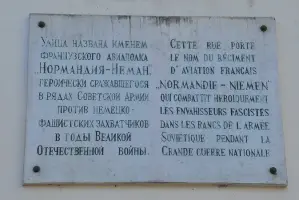 УЛИЦА НАЗВАНА ИМЕНЕМ
ФРАНЦУЗСКОГО АВИАПОЛКА
„НОРМАНДИЯ-НЕМАН”,
ГЕРОИЧЕСКИ СРАЖАВШЕГОСЯ
В РЯДАХ СОВЕТСКОЙ АРМИИ
ПРОТИВ НЕМЕЦКО-
ФАШИСТСКИХ ЗАХВАТЧИКОВ
В ГОДЫ ВЕЛИКОЙ
ОТЕЧЕСТВЕННОЙ ВОЙНЫ.
CETTE RUE PORTE
LE NOM DU RÉGIMENT
D'AVIATION FRANÇAIS
„NORMANDIE-NIEMEN”
QUI COMBATTIT HEROIQUEMENT
LES ENVAHISSEURS FASCISTES
DANS LES RANGS DE L'ARMÉE
SOVIÉTIQUE PENDANT LA
GRANDE GUERRE NATIONALE